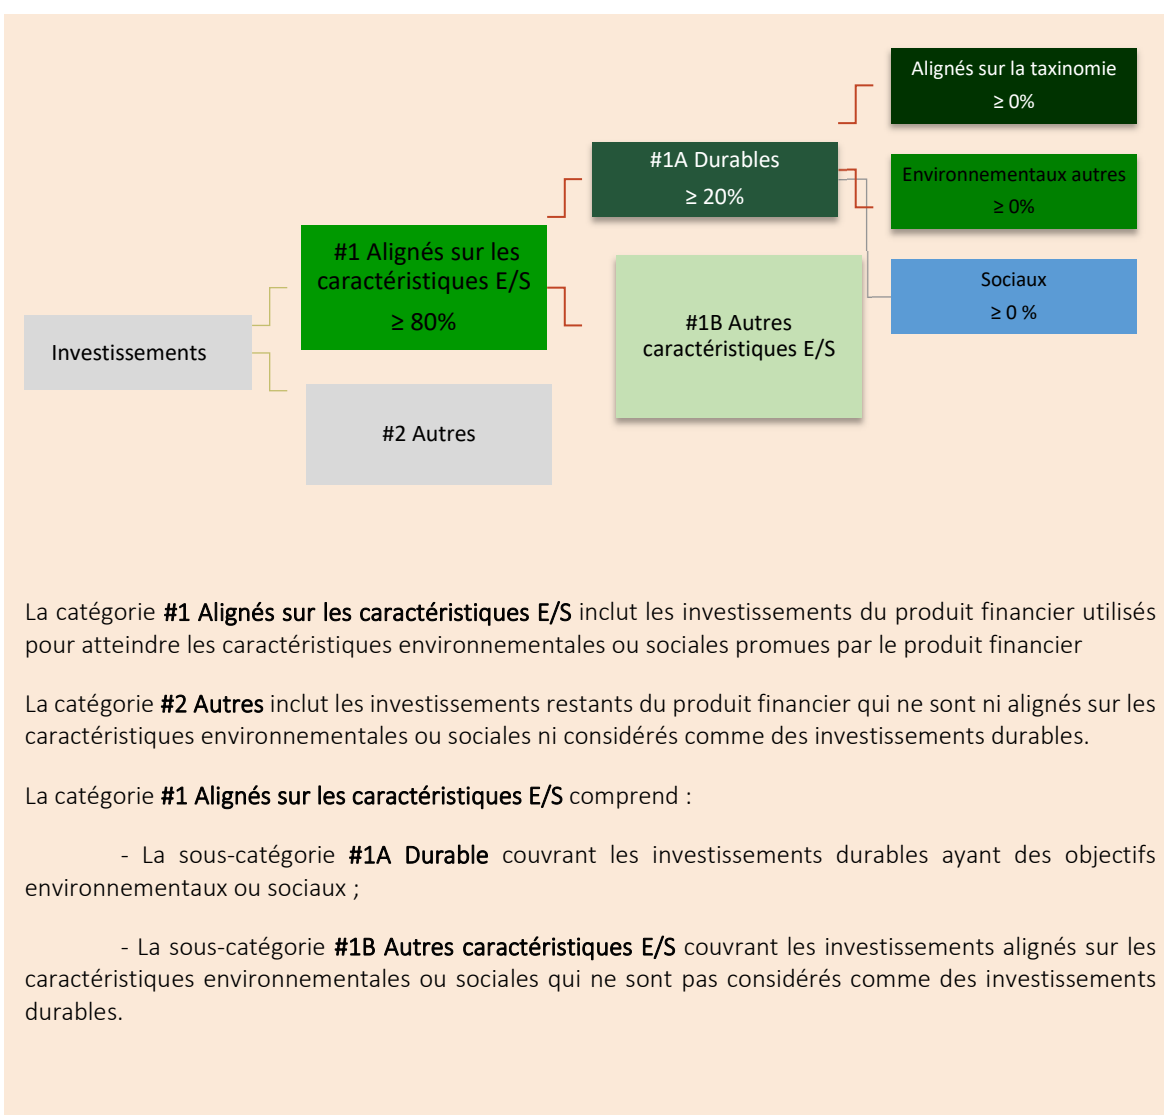 Alignés sur la taxinomie
≥ 0%
#1A Durables
≥ 20%
Environnementaux autres
≥ 0%
#1 Alignés sur les
caractéristiques E/S
≥ 80%
Sociaux
≥ 0 %
#1B Autres
caractéristiques E/S
Investissements
#2 Autres
La catégorie #1 Alignés sur les caractéristiques E/S inclut les investissements du produit financier utilisés
pour atteindre les caractéristiques environnementales ou sociales promues par le produit financier
La catégorie #2 Autres inclut les investissements restants du produit financier qui ne sont ni alignés sur les
caractéristiques environnementales ou sociales ni considérés comme des investissements durables.
La catégorie #1 Alignés sur les caractéristiques E/S comprend :
- La sous-catégorie #1A Durable couvrant les investissements durables ayant des objectifs
environnementaux ou sociaux ;
- La sous-catégorie #1B Autres caractéristiques E/S couvrant les investissements alignés sur les
caractéristiques environnementales ou sociales qui ne sont pas considérés comme des investissements
durables.